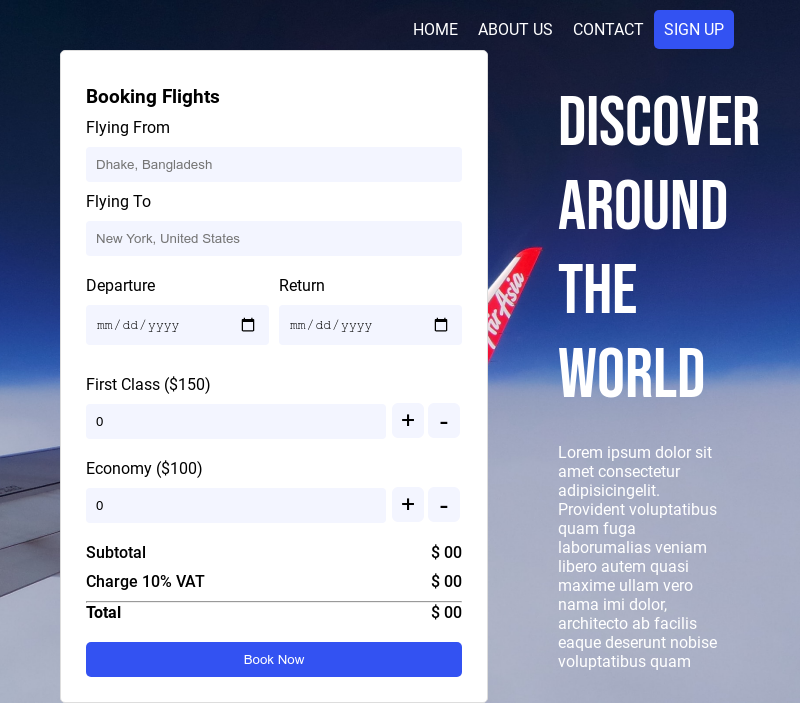 HOME ABOUT US CONTACT SIGN UP
Booking Flights
Flying From
Dhake, Bangladesh
Flying To
New York, United States
Departure Return
mm/dd/yyyy mm/dd/yyyy
First Class ($150)
0 + -
Economy ($100)
0 + -
Subtotal $ 00
Charge 10% VAT $ 00
Total $ 00
Book Now
DISCOVER
AROUND
THE
WORLD
AirAsia
Lorem ipsum dolor sit
amet consectetur
adipisicingelit.
Provident voluptatibus
quam fuga
laborumalias veniam
libero autem quasi
maxime ullam vero
nama imi dolor,
architecto ab facilis
eaque deserunt nobise
voluptatibus quam